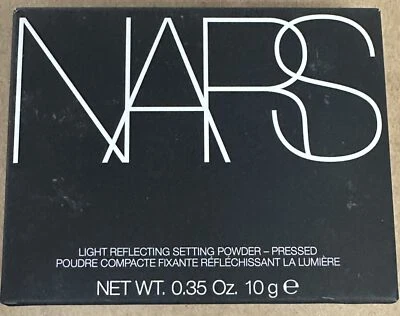 NARS
LIGHT REFLECTING SETTING POWDER – PRESSED
POUDRE COMPACTE FIXANTE RÉFLÉCHISSANT LA LUMIÈRE
NET WT. 0.35 Oz. 10 g ℮